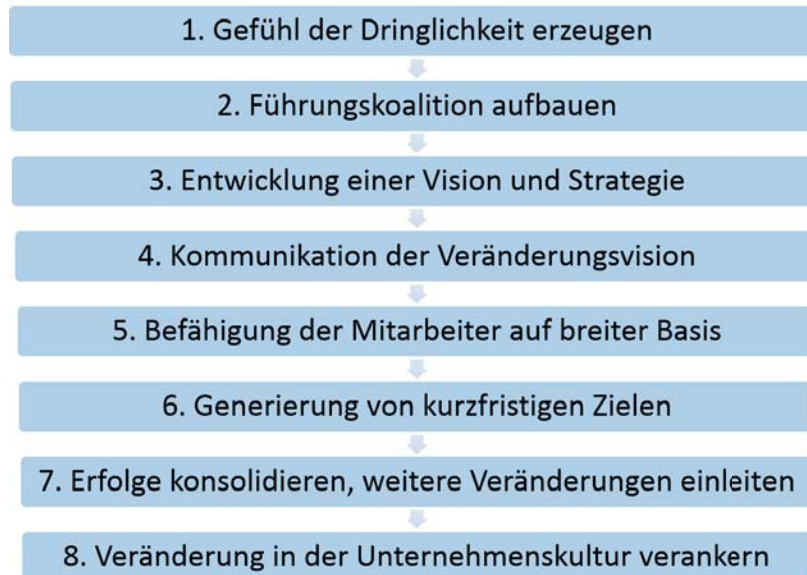 1. Gefühl der Dringlichkeit erzeugen
2. Führungskoalition aufbauen
3. Entwicklung einer Vision und Strategie
4. Kommunikation der Veränderungsvision
5. Befähigung der Mitarbeiter auf breiter Basis
6. Generierung von kurzfristigen Zielen
7. Erfolge konsolidieren, weitere Veränderungen einleiten
8. Veränderung in der Unternehmenskultur verankern